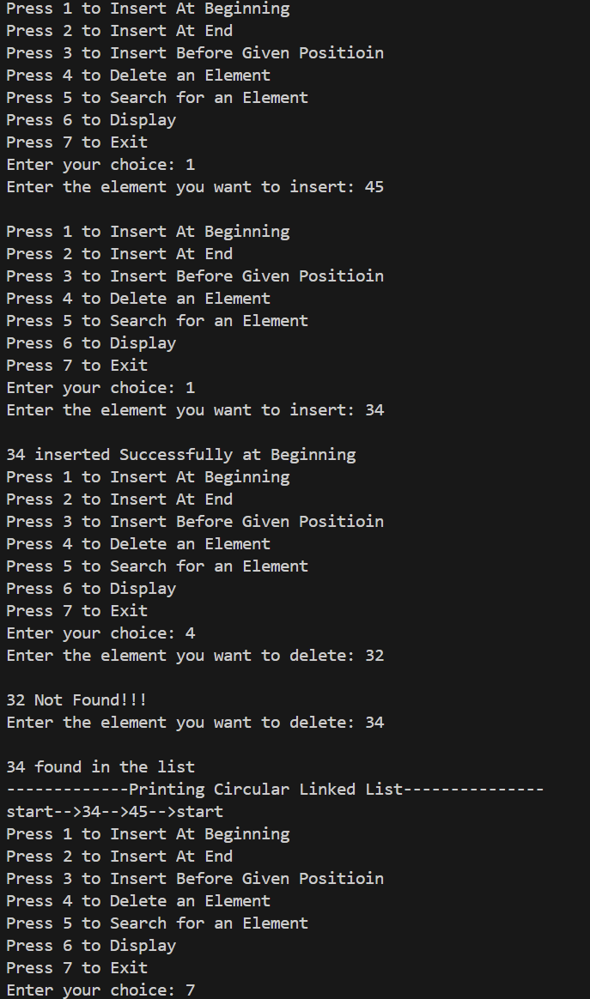 Press 1 to Insert At Beginning
Press 2 to Insert At End
Press 3 to Insert Before Given Positioin
Press 4 to Delete an Element
Press 5 to Search for an Element
Press 6 to Display
Press 7 to Exit
Enter your choice: 1
Enter the element you want to insert: 45

Press 1 to Insert At Beginning
Press 2 to Insert At End
Press 3 to Insert Before Given Positioin
Press 4 to Delete an Element
Press 5 to Search for an Element
Press 6 to Display
Press 7 to Exit
Enter your choice: 1
Enter the element you want to insert: 34

34 inserted Successfully at Beginning
Press 1 to Insert At Beginning
Press 2 to Insert At End
Press 3 to Insert Before Given Positioin
Press 4 to Delete an Element
Press 5 to Search for an Element
Press 6 to Display
Press 7 to Exit
Enter your choice: 4
Enter the element you want to delete: 32

32 Not Found!!!
Enter the element you want to delete: 34

34 found in the list
-------------Printing Circular Linked List---------------
start-->34-->45-->start
Press 1 to Insert At Beginning
Press 2 to Insert At End
Press 3 to Insert Before Given Positioin
Press 4 to Delete an Element
Press 5 to Search for an Element
Press 6 to Display
Press 7 to Exit
Enter your choice: 7